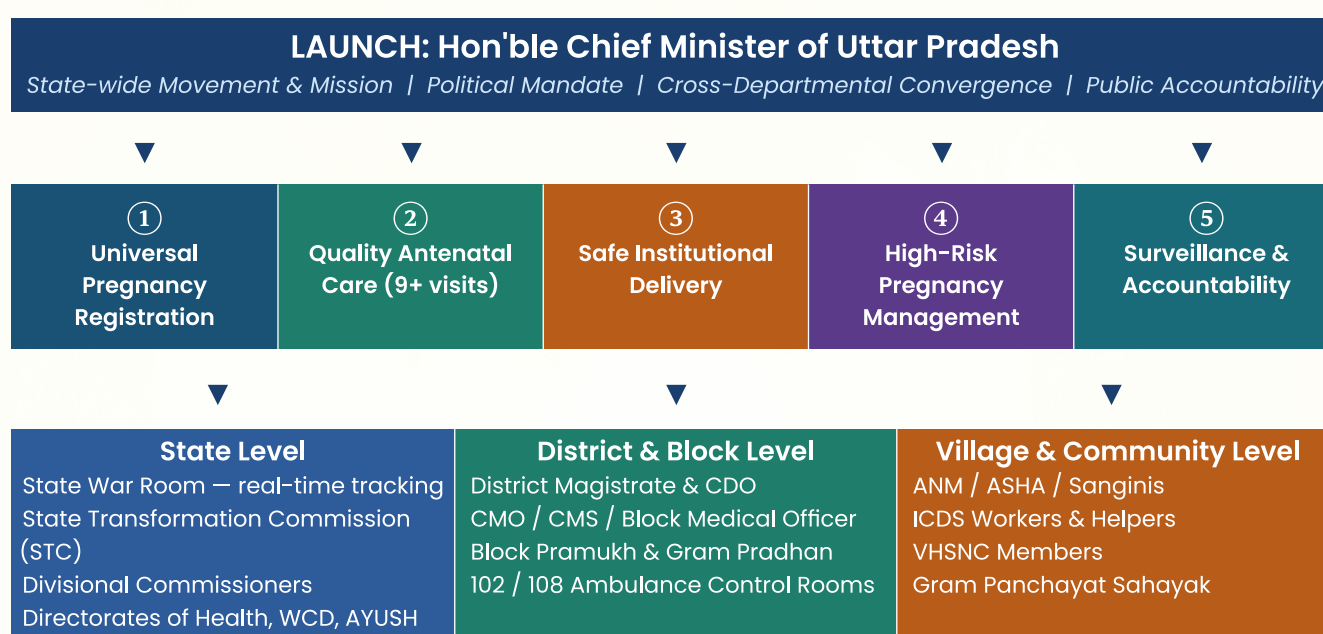 LAUNCH: Hon'ble Chief Minister of Uttar Pradesh
State-wide Movement & Mission | Political Mandate | Cross-Departmental Convergence | Public Accountability
①
Universal
Pregnancy
Registration
②
Quality Antenatal
Care (9+ visits)
③
Safe Institutional
Delivery
④
High-Risk
Pregnancy
Management
⑤
Surveillance &
Accountability
State Level
State War Room — real-time tracking
State Transformation Commission
(STC)
Divisional Commissioners
Directorates of Health, WCD, AYUSH
District & Block Level
District Magistrate & CDO
CMO / CMS / Block Medical Officer
Block Pramukh & Gram Pradhan
102 / 108 Ambulance Control Rooms
Village & Community Level
ANM / ASHA / Sanginis
ICDS Workers & Helpers
VHSNC Members
Gram Panchayat Sahayak